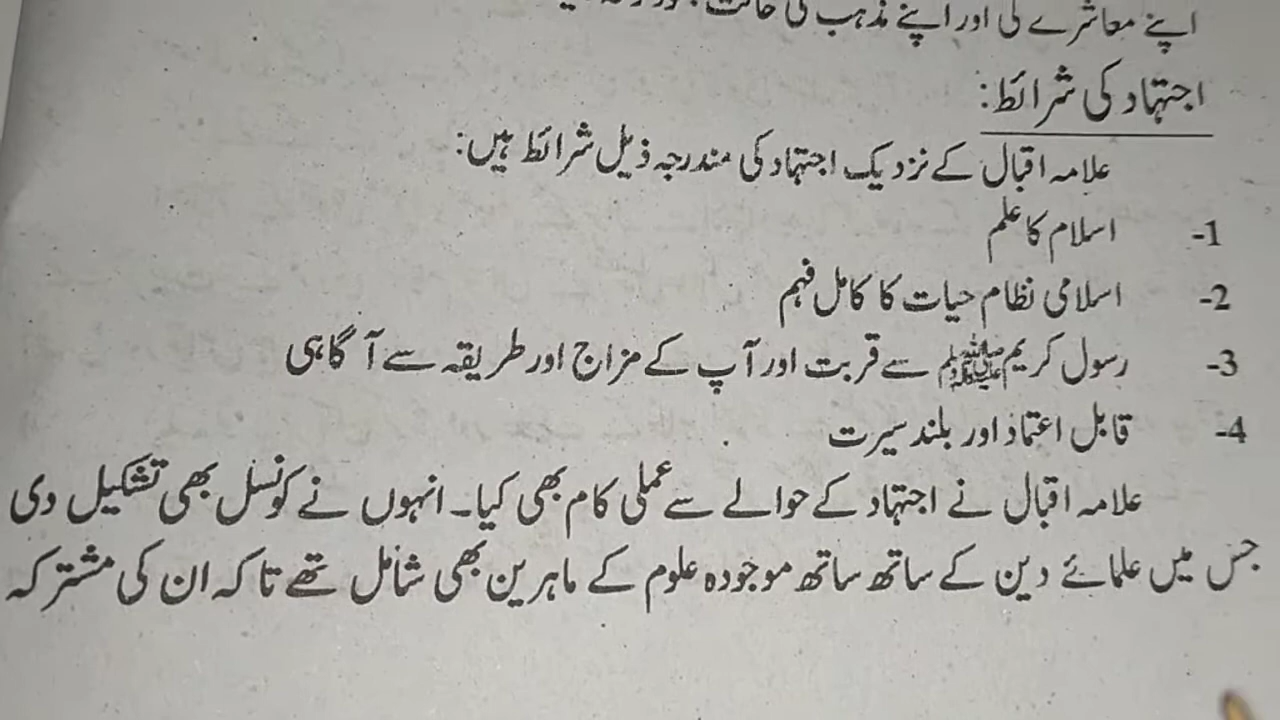 اپنے معاشرے کی اور اپنے مذہب کی حالت
اجتہاد کی شرائط:
علامہ اقبال کے نزدیک اجتہاد کی مندرجہ ذیل شرائط ہیں:
1- اسلام کا علم
2- اسلامی نظام حیات کا کامل فہم
3- رسول کریم ﷺ سے قربت اور آپ کے مزاج اور طریقہ سے آگاہی
4- قابل اعتماد اور بلند سیرت
علامہ اقبال نے اجتہاد کے حوالے سے عملی کام بھی کیا۔ انہوں نے کونسل بھی تشکیل دی
جس میں علمائے دین کے ساتھ ساتھ موجودہ علوم کے ماہرین بھی شامل تھے تاکہ ان کی مشترکہ